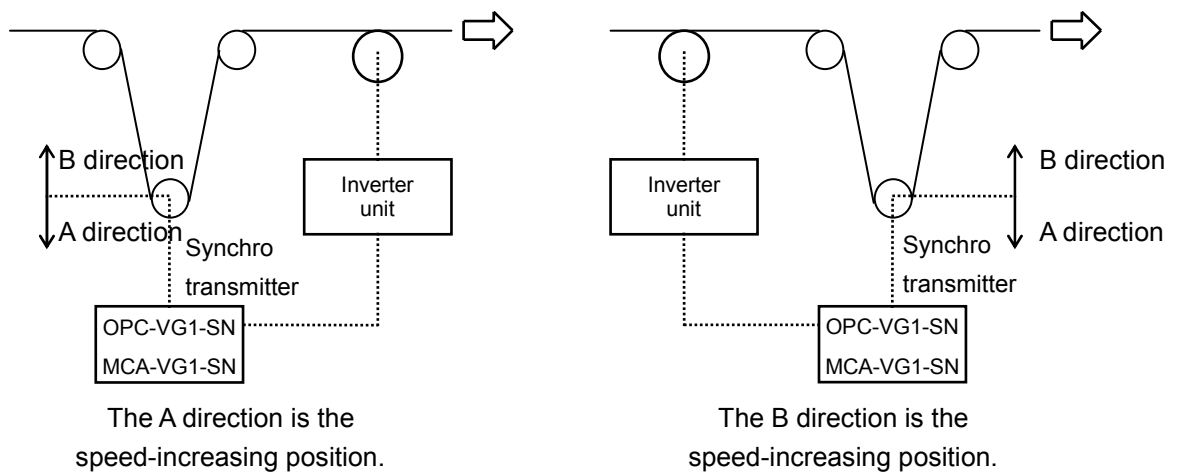 B direction
A direction
Synchro
transmitter
Inverter
unit
OPC-VG1-SN
MCA-VG1-SN
The A direction is the
speed-increasing position.
Inverter
unit
B direction
A direction
Synchro
transmitter
OPC-VG1-SN
MCA-VG1-SN
The B direction is the
speed-increasing position.